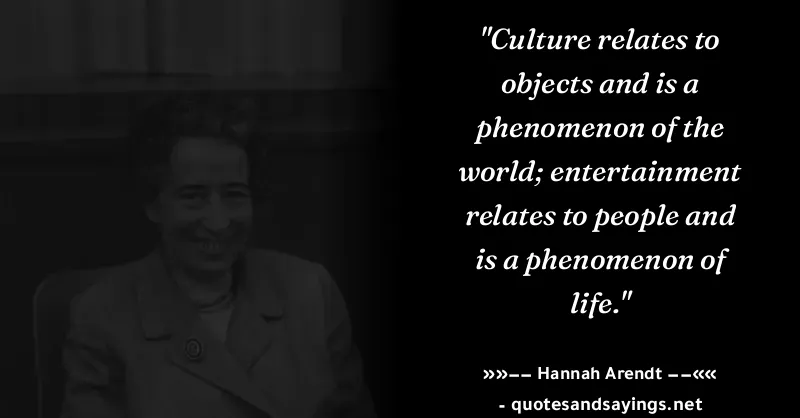 "Culture relates to
objects and is a
phenomenon of the
world; entertainment
relates to people and
is a phenomenon of
life."
»»–– Hannah Arendt ––««
- quotesandsayings.net